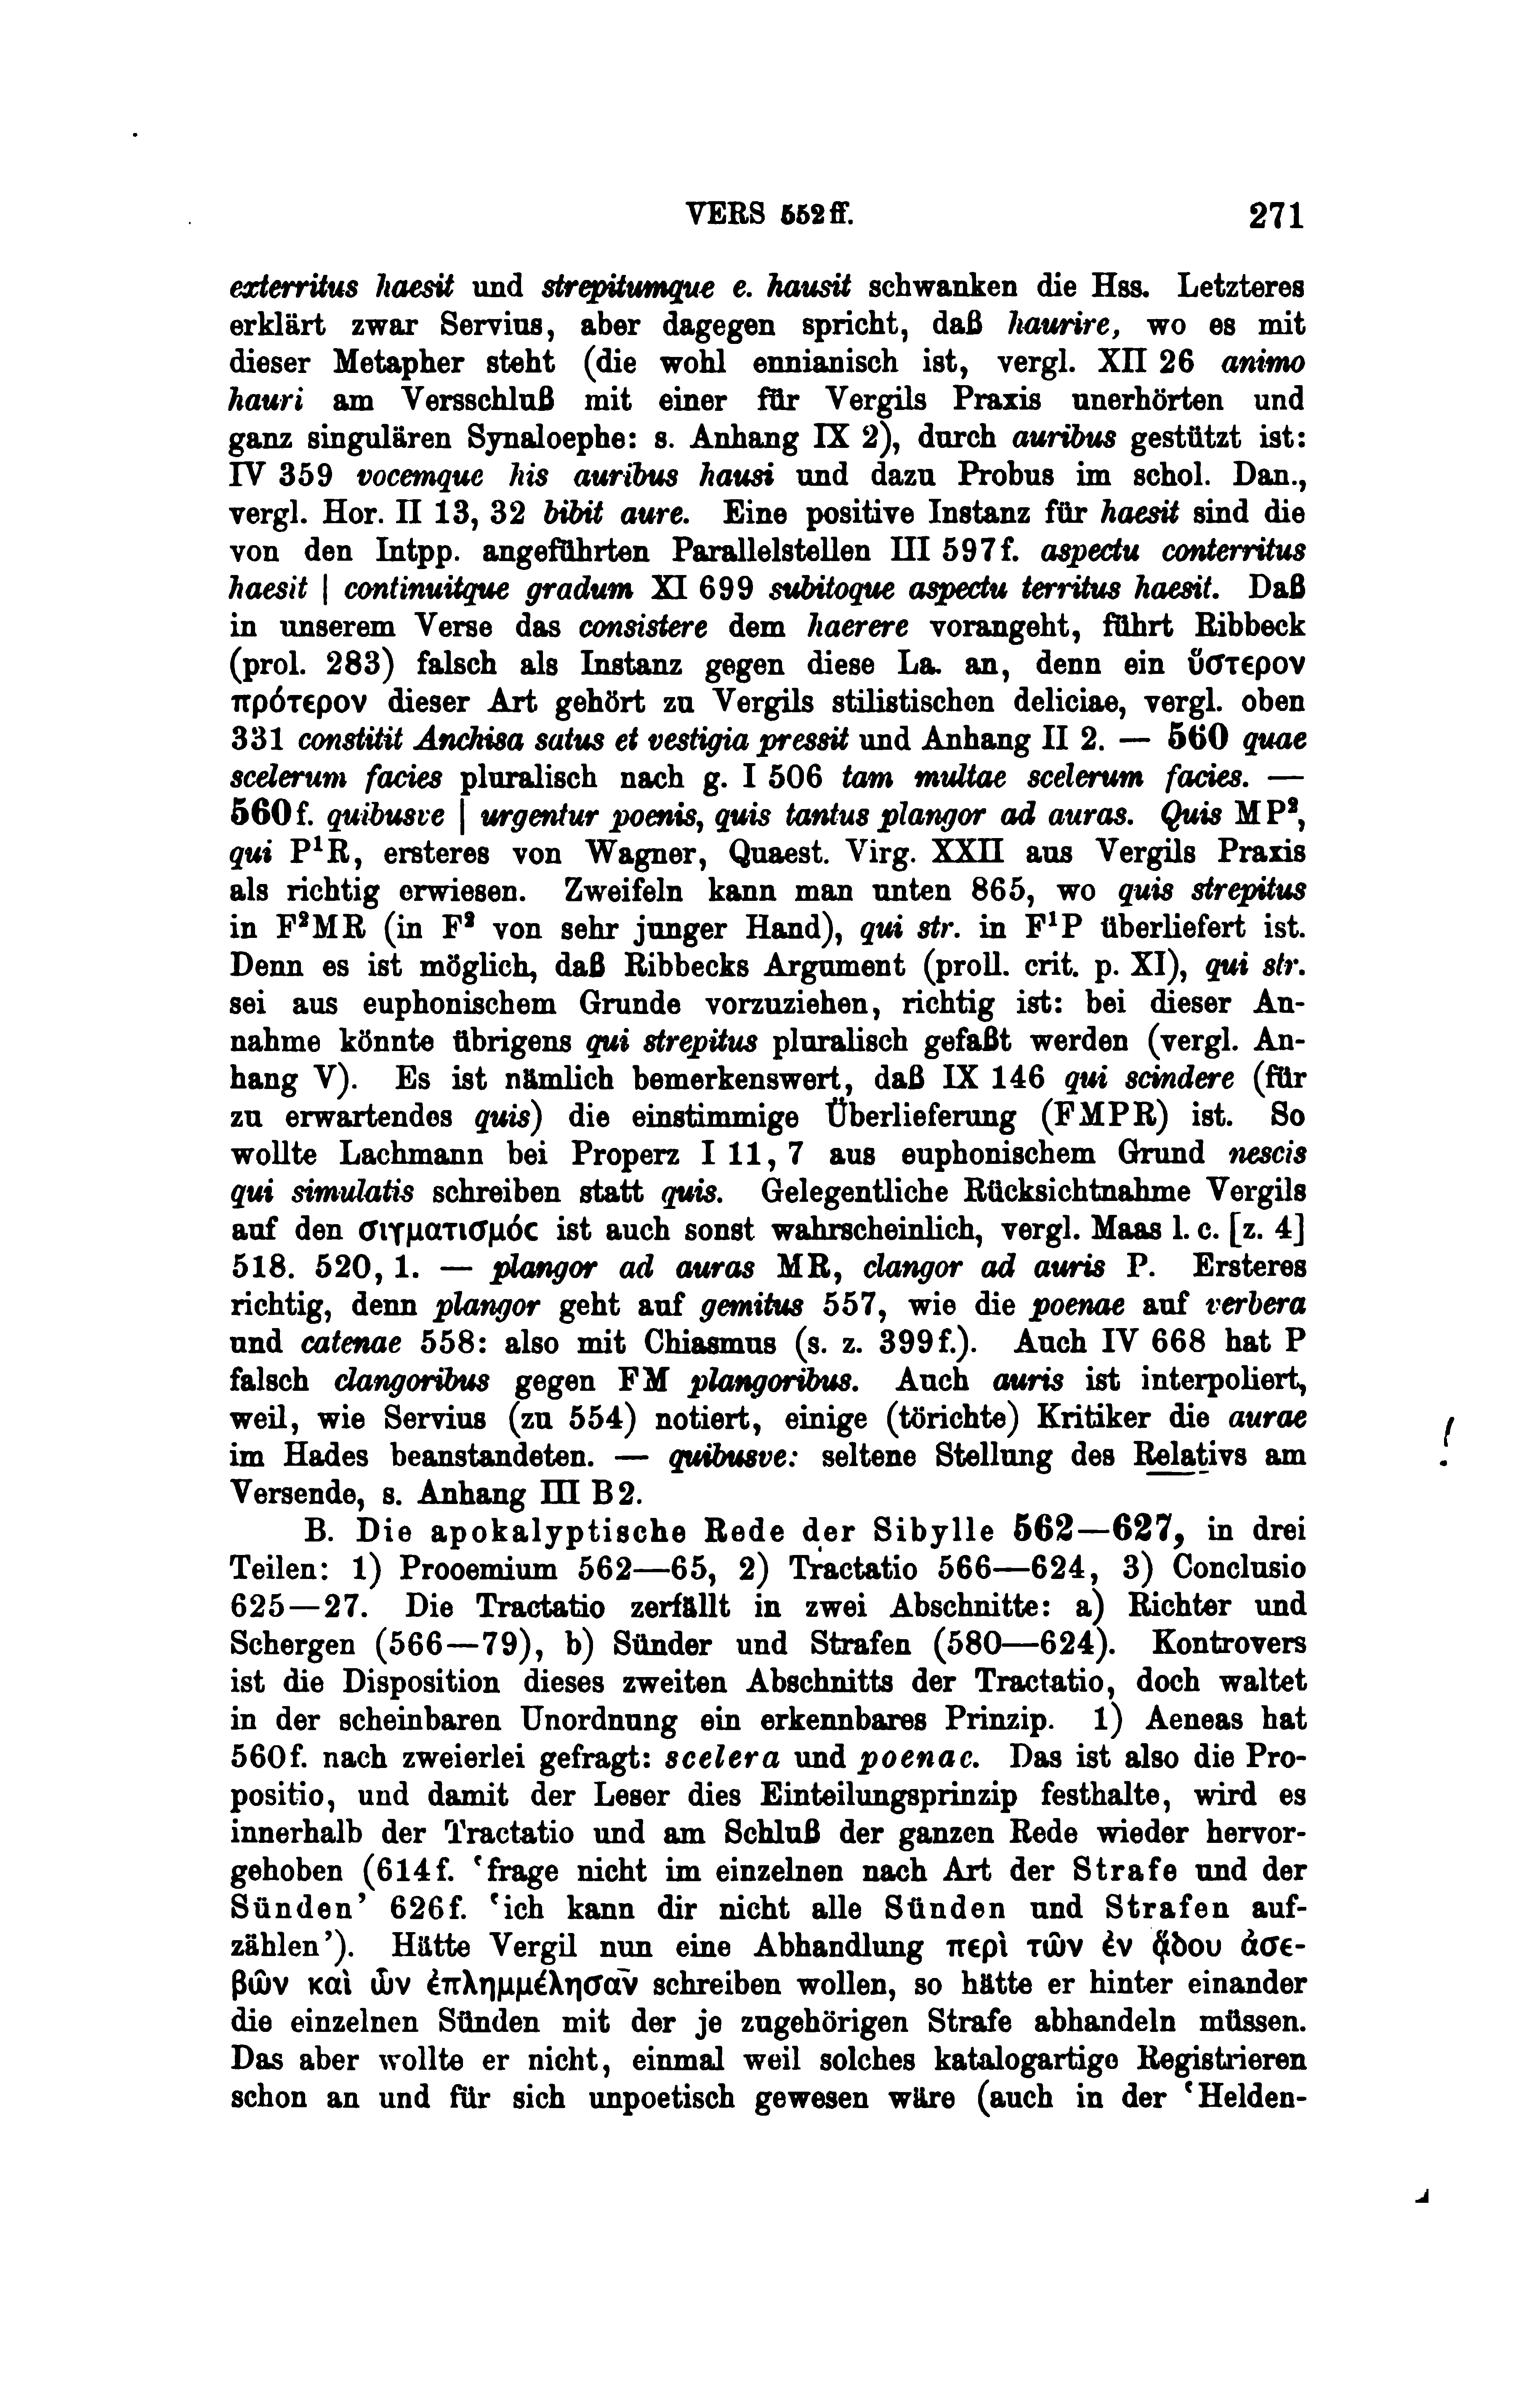 VERS 552 ff. 271
exterritus haesit und strepitumque e. hausit schwanken die Hss. Letzteres
erklärt zwar Servius, aber dagegen spricht, daß haurire, wo es mit
dieser Metapher steht (die wohl ennianisch ist, vergl. XII 26 animo
hauri am Versschluß mit einer für Vergils Praxis unerhörten und
ganz singulären Synaloephe: s. Anhang IX 2), durch auribus gestützt ist:
IV 359 vocemque his auribus hausi und dazu Probus im schol. Dan.,
vergl. Hor. II 13, 32 bibit aure. Eine positive Instanz für haesit sind die
von den Intpp. angeführten Parallelstellen III 597 f. aspectu conterritus
haesit | continuitque gradum XI 699 subitoque aspectu territus haesit. Daß
in unserem Verse das consistere dem haerere vorangeht, führt Ribbeck
(prol. 283) falsch als Instanz gegen diese La. an, denn ein ὕστερον
πρότερον dieser Art gehört zu Vergils stilistischen deliciae, vergl. oben
331 constitit Anchisa satus et vestigia pressit und Anhang II 2. — 560 quae
scelerum facies pluralisch nach g. I 506 tam multae scelerum facies. —
560 f. quibusve | urgentur poenis, quis tantus plangor ad auras. Quis MP²,
qui P¹R, ersteres von Wagner, Quaest. Virg. XXII aus Vergils Praxis
als richtig erwiesen. Zweifeln kann man unten 865, wo quis strepitus
in F²MR (in F² von sehr junger Hand), qui str. in F¹P überliefert ist.
Denn es ist möglich, daß Ribbecks Argument (proll. crit. p. XI), qui str.
sei aus euphonischem Grunde vorzuziehen, richtig ist: bei dieser An-
nahme könnte übrigens qui strepitus pluralisch gefaßt werden (vergl. An-
hang V). Es ist nämlich bemerkenswert, daß IX 146 qui scindere (für
zu erwartendes quis) die einstimmige Überlieferung (FMPR) ist. So
wollte Lachmann bei Properz I 11, 7 aus euphonischem Grund nescis
qui simulatis schreiben statt quis. Gelegentliche Rücksichtnahme Vergils
auf den σιγματισμός ist auch sonst wahrscheinlich, vergl. Maas l. c. [z. 4]
518. 520, 1. — plangor ad auras MR, clangor ad auris P. Ersteres
richtig, denn plangor geht auf gemitus 557, wie die poenae auf verbera
und catenae 558: also mit Chiasmus (s. z. 399 f.). Auch IV 668 hat P
falsch clangoribus gegen FM plangoribus. Auch auris ist interpoliert,
weil, wie Servius (zu 554) notiert, einige (törichte) Kritiker die aurae
im Hades beanstandeten. — quibusve: seltene Stellung des Relativs am !
Versende, s. Anhang III B 2.
B. Die apokalyptische Rede der Sibylle 562—627, in drei
Teilen: 1) Prooemium 562—65, 2) Tractatio 566—624, 3) Conclusio
625—27. Die Tractatio zerfällt in zwei Abschnitte: a) Richter und
Schergen (566—79), b) Sünder und Strafen (580—624). Kontrovers
ist die Disposition dieses zweiten Abschnitts der Tractatio, doch waltet
in der scheinbaren Unordnung ein erkennbares Prinzip. 1) Aeneas hat
560 f. nach zweierlei gefragt: scelera und poenae. Das ist also die Pro-
positio, und damit der Leser dies Einteilungsprinzip festhalte, wird es
innerhalb der Tractatio und am Schluß der ganzen Rede wieder hervor-
gehoben (614 f. ‘frage nicht im einzelnen nach Art der Strafe und der
Sünden’ 626 f. ‘ich kann dir nicht alle Sünden und Strafen auf-
zählen’). Hätte Vergil nun eine Abhandlung περὶ τῶν ἐν ᾅδου ἀσε-
βῶν καὶ ὧν ἐπλημμέλησαν schreiben wollen, so hätte er hinter einander
die einzelnen Sünden mit der je zugehörigen Strafe abhandeln müssen.
Das aber wollte er nicht, einmal weil solches katalogartige Registrieren
schon an und für sich unpoetisch gewesen wäre (auch in der ‘Helden-